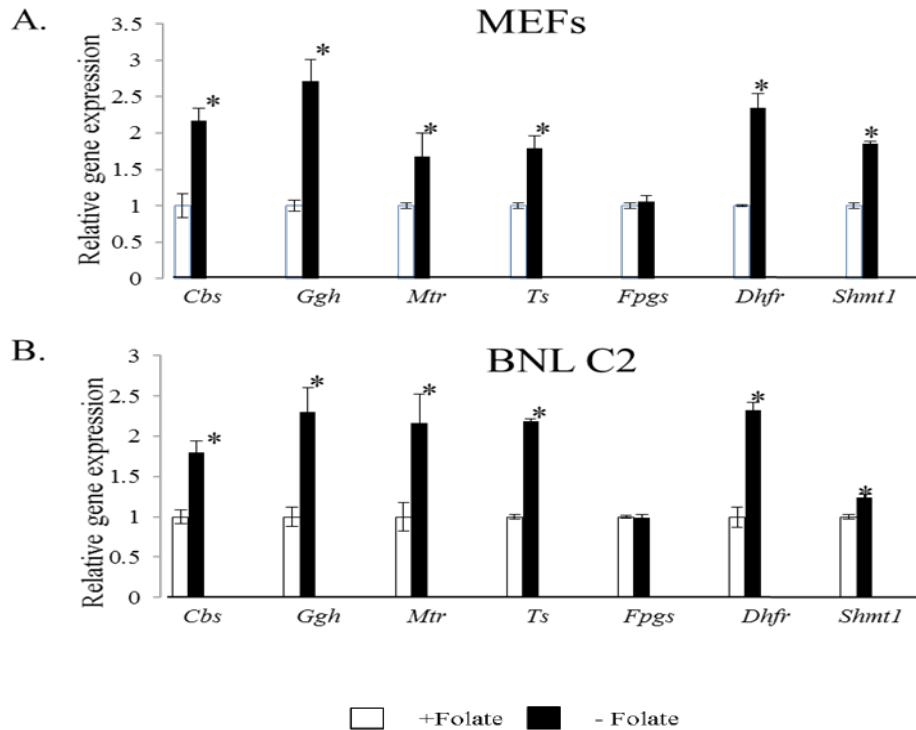 A.
MEFs
Relative gene expression
3.5
3
2.5
2
1.5
1
0.5
0
* * * * * *
Cbs Ggh Mtr Ts Fpgs Dhfr Shmt1
B.
BNL C2
Relative gene expression
3
2.5
2
1.5
1
0.5
0
* * * * * *
Cbs Ggh Mtr Ts Fpgs Dhfr Shmt1
+Folate - Folate